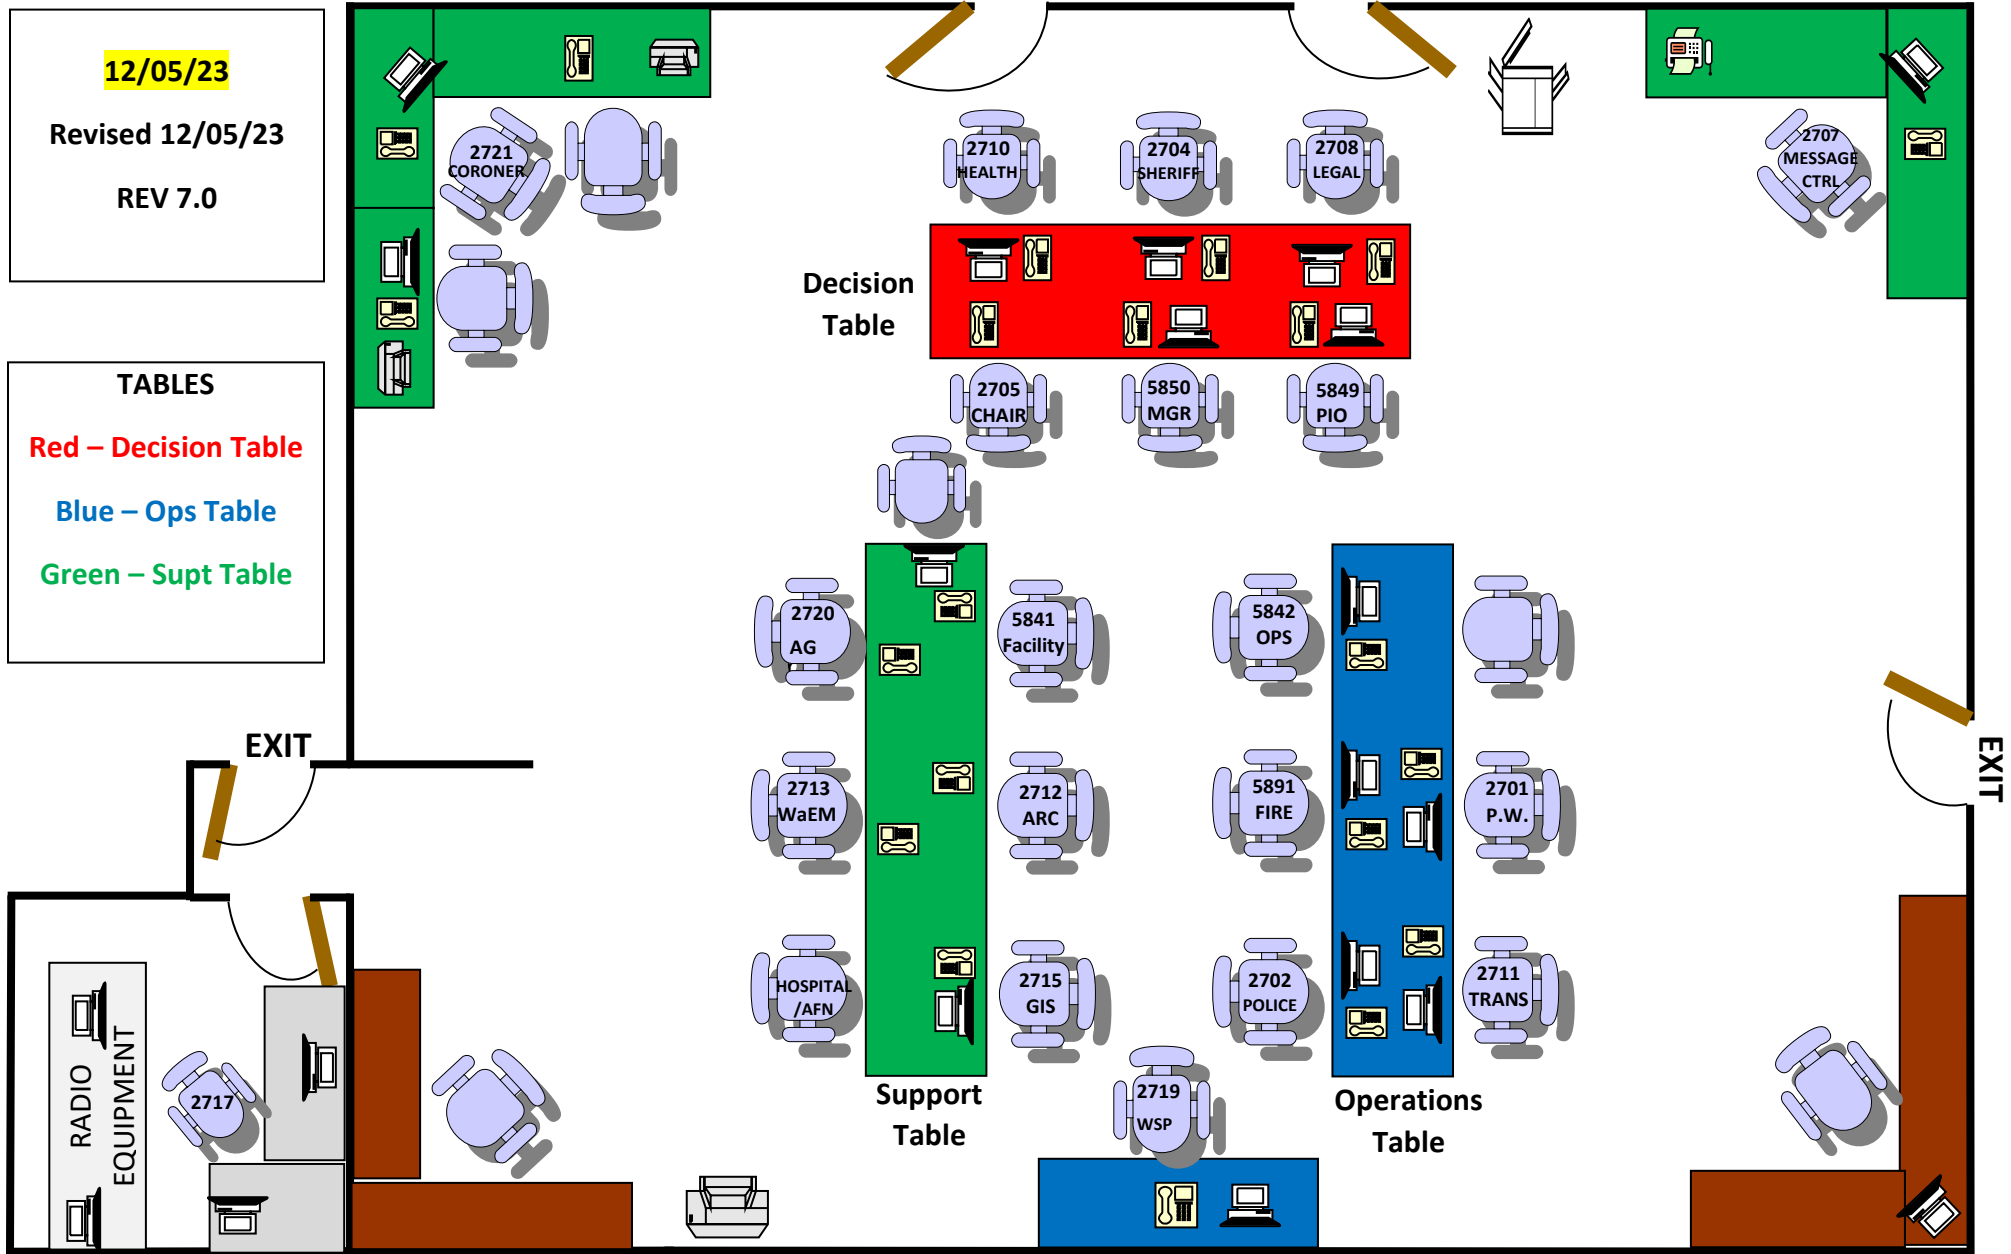 12/05/23
Revised 12/05/23
REV 7.0
TABLES
Red – Decision Table
Blue – Ops Table
Green – Supt Table
2721
CORONER
2710
HEALTH
2704
SHERIFF
2708
LEGAL
2707
MESSAGE
CTRL
Decision
Table
2705
CHAIR
5850
MGR
5849
PIO
2720
AG
5841
Facility
5842
OPS
EXIT
EXIT
2713
WaEM
2712
ARC
5891
FIRE
2701
P.W.
HOSPITAL
/AFN
2715
GIS
2702
POLICE
2711
TRANS
RADIO
EQUIPMENT
2717
Support
Table
2719
WSP
Operations
Table